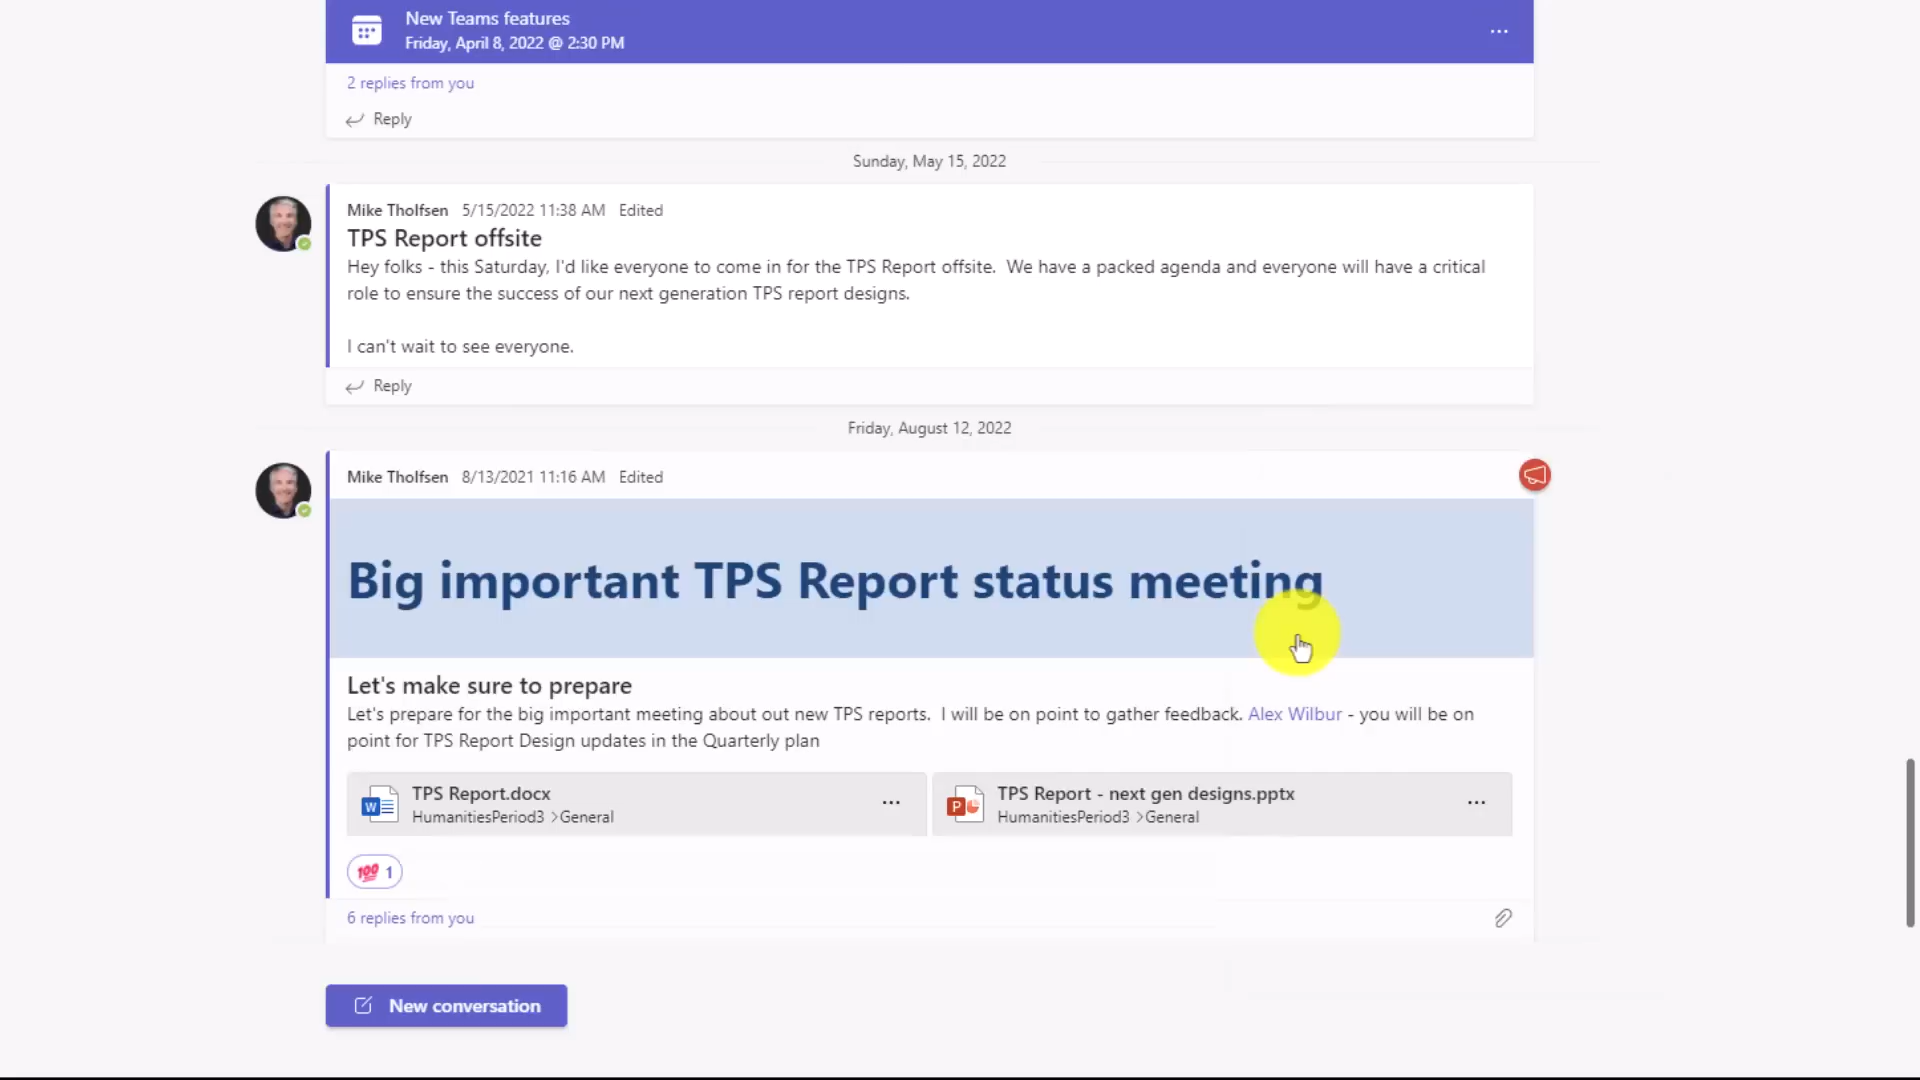 New Teams features
Friday, April 8, 2022 @ 2:30 PM
2 replies from you
Reply
Sunday, May 15, 2022
Mike Tholfsen 5/15/2022 11:38 AM Edited
TPS Report offsite
Hey folks - this Saturday, I'd like everyone to come in for the TPS Report offsite. We have a packed agenda and everyone will have a critical
role to ensure the success of our next generation TPS report designs.
I can't wait to see everyone.
Reply
Friday, August 12, 2022
Mike Tholfsen 8/13/2021 11:16 AM Edited
Big important TPS Report status meeting
Let's make sure to prepare
Let's prepare for the big important meeting about out new TPS reports. I will be on point to gather feedback. Alex Wilbur - you will be on
point for TPS Report Design updates in the Quarterly plan
TPS Report.docx
HumanitiesPeriod3 >General
TPS Report - next gen designs.pptx
HumanitiesPeriod3 >General
💯 1
6 replies from you
New conversation